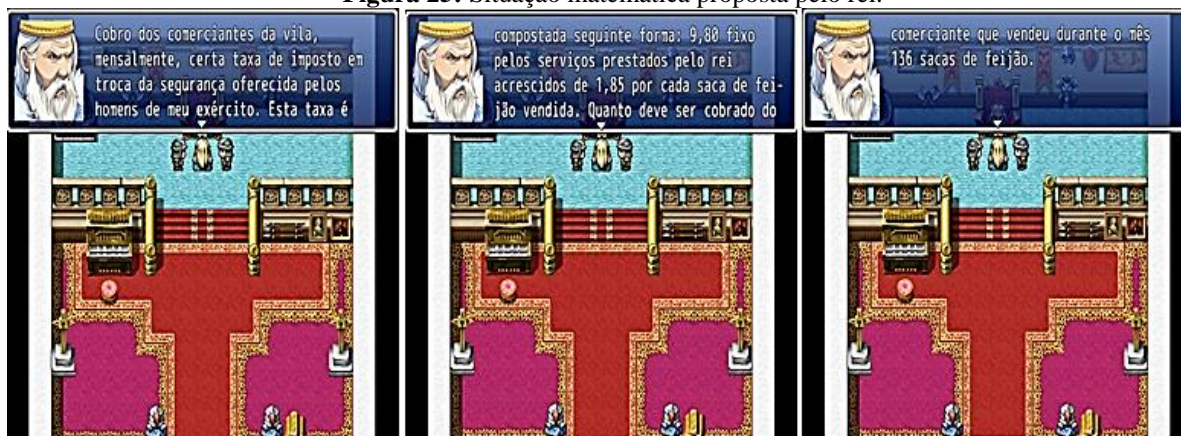 Figura 25: Situação matemática proposta pelo rei.
Cobro dos comerciantes da vila,
mensalmente, certa taxa de imposto em
troca da segurança oferecida pelos
homens de meu exército. Esta taxa é
compostada seguinte forma: 9,80 fixo
pelos serviços prestados pelo rei
acrescidos de 1,85 por cada saca de fei-
jão vendida. Quanto deve ser cobrado do
comerciante que vendeu durante o mês
136 sacas de feijão.